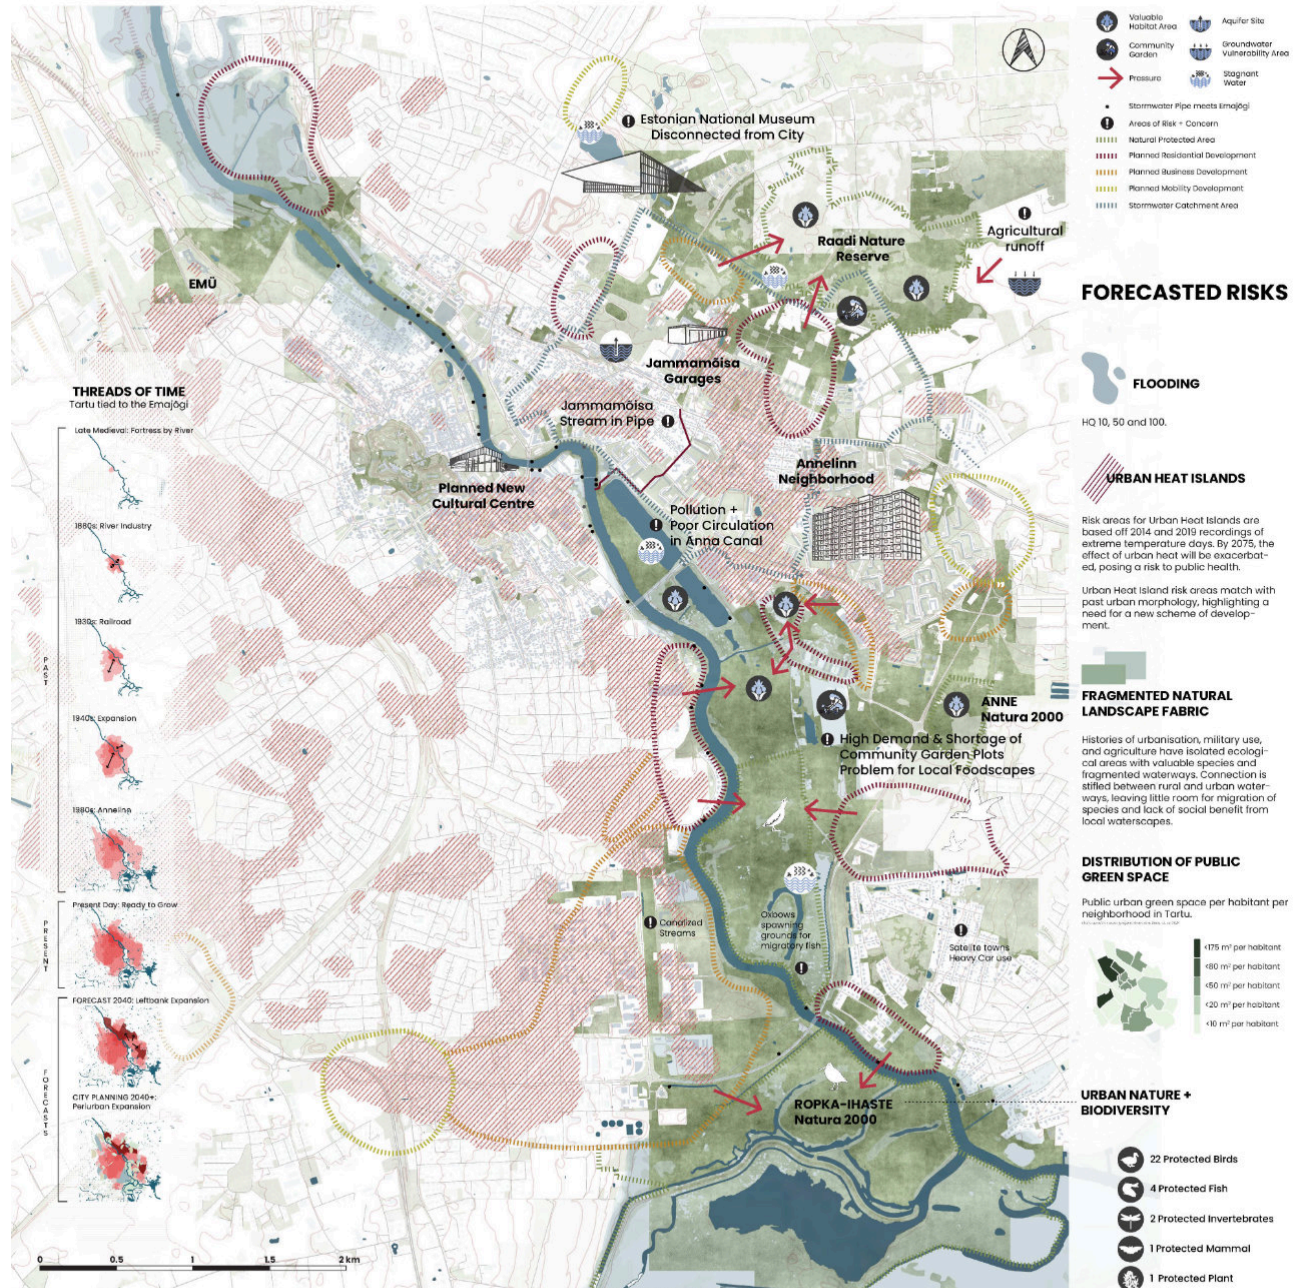 Valuable
Habitat Area
Aquifer Site
Community
Garden
Groundwater
Vulnerability Area
Pressure
Stagnant
Water
Stormwater Pipe meets Emajõgi
Areas of Risk + Concern
Natural Protected Area
Planned Residential Development
Planned Business Development
Planned Mobility Development
Stormwater Catchment Area
Estonian National Museum
Disconnected from City
Raadi Nature
Reserve
Agricultural
runoff
EMÜ
Jammamõisa
Garages
Jammamõisa
Stream in Pipe
Annelinn
Neighborhood
Planned New
Cultural Centre
Pollution +
Poor Circulation
in Anna Canal
ANNE
Natura 2000
High Demand & Shortage of
Community Garden Plots
Problem for Local Foodscapes
Canalized
Streams
Oxbows
spawning
grounds for
migratory fish
Satelite towns
Heavy Car use
ROPKA-IHASTE
Natura 2000
THREADS OF TIME
Tartu tied to the Emajõgi
PAST
Late Medieval: Fortress by River
1880s: River Industry
1930s: Railroad
1940s: Expansion
1980s: Annelinn
PRESENT
Present Day: Ready to Grow
FORECASTS
FORECAST 2040: Leftbank Expansion
CITY PLANNING 2040+:
Periurban Expansion
0 0.5 1 1.5 2 km
FORECASTED RISKS
FLOODING
HQ 10, 50 and 100.
URBAN HEAT ISLANDS
Risk areas for Urban Heat Islands are
based off 2014 and 2019 recordings of
extreme temperature days. By 2075, the
effect of urban heat will be exacerbat-
ed, posing a risk to public health.
Urban Heat Island risk areas match with
past urban morphology, highlighting a
need for a new scheme of develop-
ment.
FRAGMENTED NATURAL
LANDSCAPE FABRIC
Histories of urbanisation, military use,
and agriculture have isolated ecologi-
cal areas with valuable species and
fragmented waterways. Connection is
stifled between rural and urban water-
ways, leaving little room for migration of
species and lack of social benefit from
local waterscapes.
DISTRIBUTION OF PUBLIC
GREEN SPACE
Public urban green space per habitant per
neighborhood in Tartu.
<175 m² per habitant
<80 m² per habitant
<50 m² per habitant
<20 m² per habitant
<10 m² per habitant
URBAN NATURE +
BIODIVERSITY
22 Protected Birds
4 Protected Fish
2 Protected Invertebrates
1 Protected Mammal
1 Protected Plant